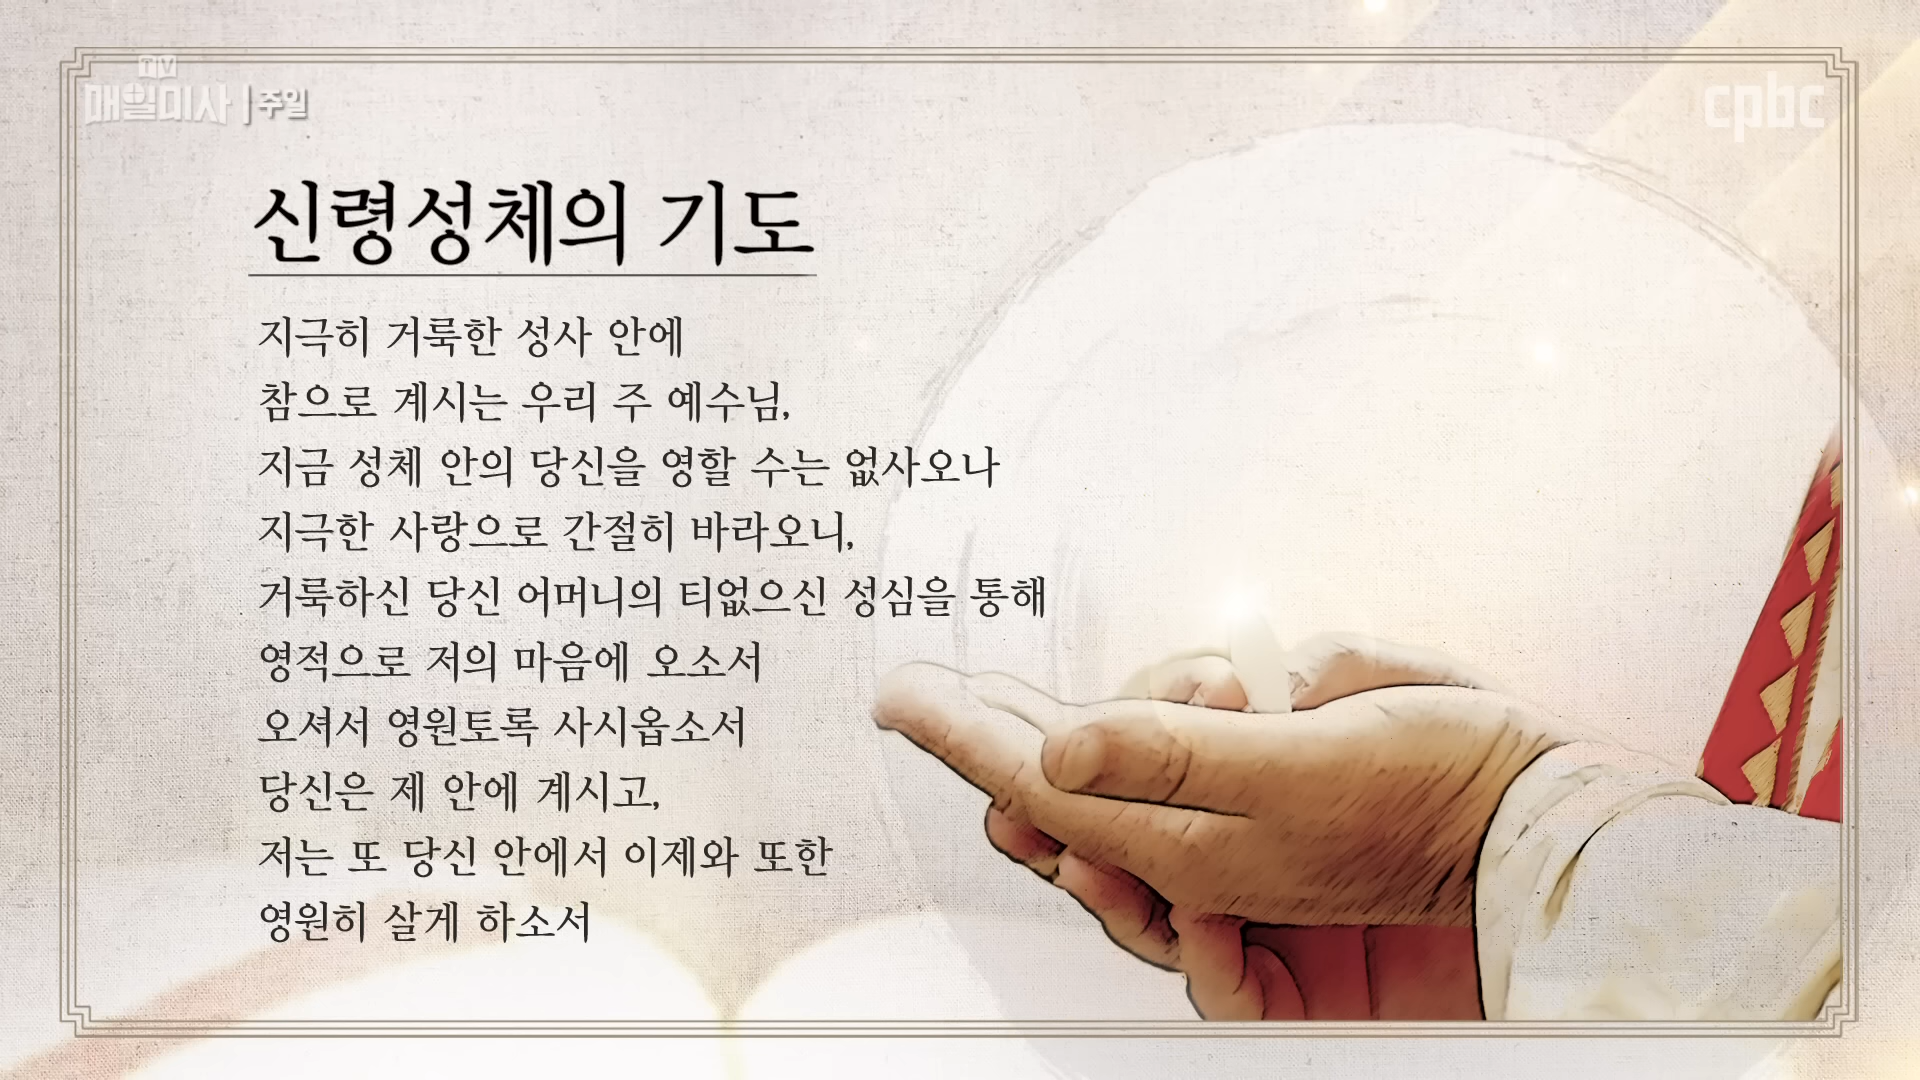 TV
매일미사 | 주일
cpbc
신령성체의 기도
지극히 거룩한 성사 안에
참으로 계시는 우리 주 예수님,
지금 성체 안의 당신을 영할 수는 없사오나
지극한 사랑으로 간절히 바라오니,
거룩하신 당신 어머니의 티없으신 성심을 통해
영적으로 저의 마음에 오소서
오셔서 영원토록 사시옵소서
당신은 제 안에 계시고,
저는 또 당신 안에서 이제와 또한
영원히 살게 하소서